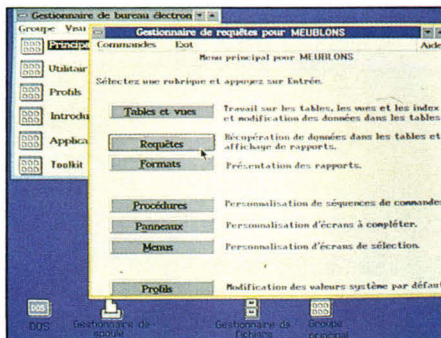 Gestionnaire de bureau électron
Groupe
Principa
Utilitair
Profils
Introdu
Applica
Toolkit
Gestionnaire de requêtes pour MEUBLONS
Commandes Exit Aide
Menu principal pour MEUBLONS
Sélectez une rubrique et appuyez sur Entrée.
Tables et vues
Travail sur les tables, les vues et les index
et modification des données dans les tables
Requêtes
Récupération de données dans les tables et
affichage de rapports.
Formats
Présentation des rapports.
Procédures
Personnalisation de séquences de commande
Panneaux
Personnalisation d'écrans à compléter.
Menus
Personnalisation d'écrans de sélection.
Profils
Modification des valeurs système par défaut
DOS
Gestionnaire de
spoule
Gestionnaire de
fichiers
Groupe
principal